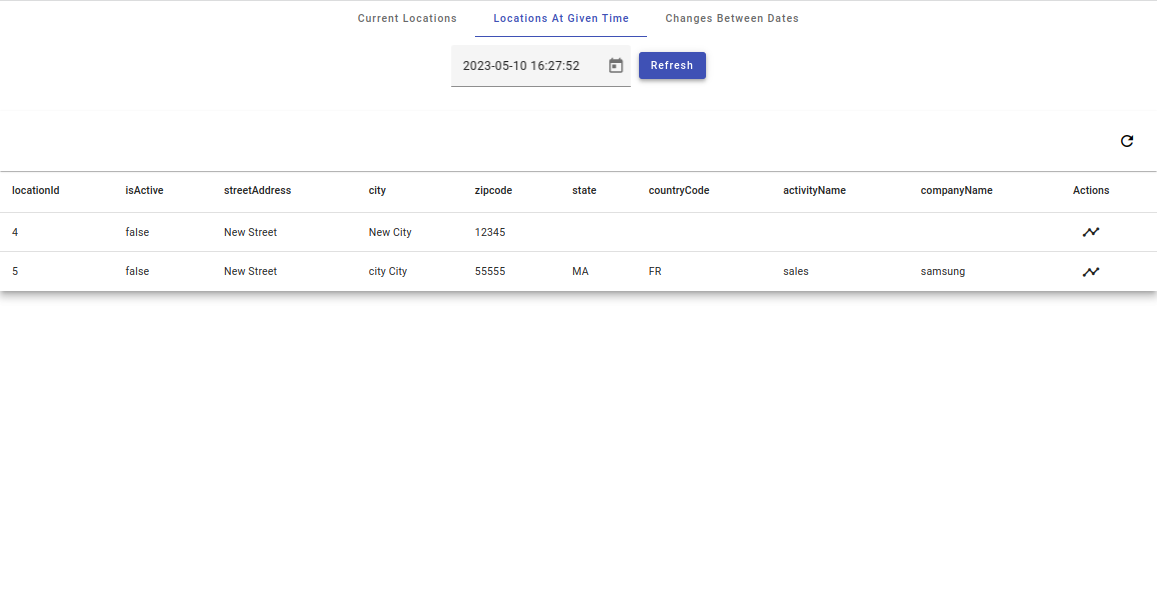 Current Locations Locations At Given Time Changes Between Dates
2023-05-10 16:27:52 Refresh
locationId isActive streetAddress city zipcode state countryCode activityName companyName Actions
4 false New Street New City 12345
5 false New Street city City 55555 MA FR sales samsung